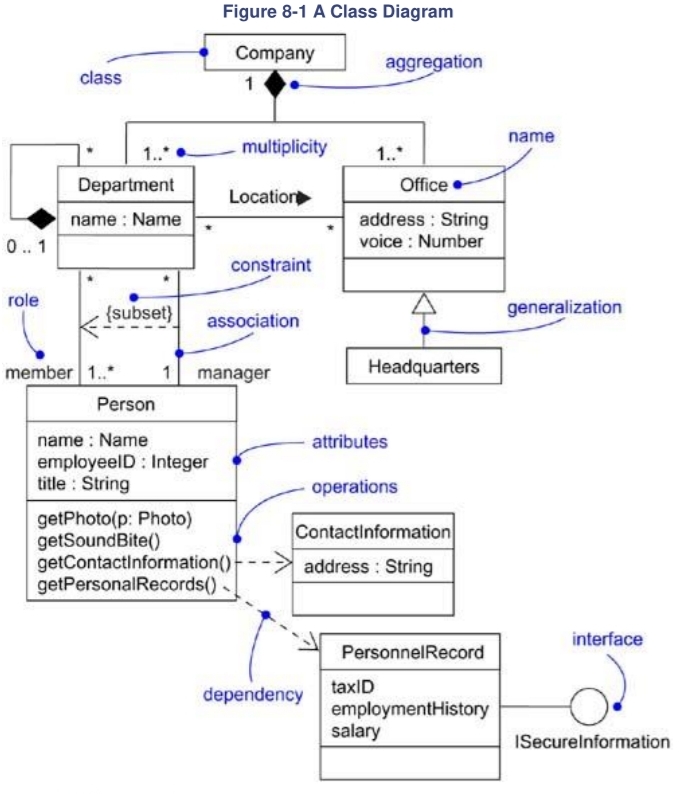 Figure 8-1 A Class Diagram
Company
class
1
aggregation
*
1..*
multiplicity
1..*
name
Department
name : Name
Location
Office
address : String
voice : Number
*
*
0 .. 1
*
*
constraint
{subset}
role
association
generalization
member
1..*
1
manager
Headquarters
Person
name : Name
employeeID : Integer
title : String
attributes
operations
getPhoto(p: Photo)
getSoundBite()
getContactInformation()
getPersonalRecords()
ContactInformation
address : String
dependency
PersonnelRecord
taxID
employmentHistory
salary
interface
ISecureInformation